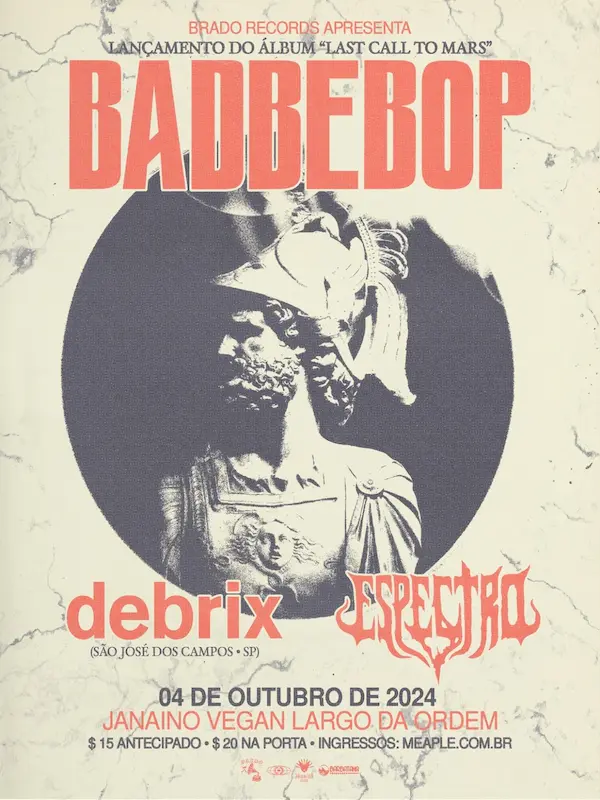 BRADO RECORDS APRESENTA
LANÇAMENTO DO ÁLBUM “LAST CALL TO MARS”
BADBEBOP
debrix
(SÃO JOSÉ DOS CAMPOS • SP)
ESPECTRO
04 DE OUTUBRO DE 2024
JANAINO VEGAN LARGO DA ORDEM
$ 15 ANTECIPADO • $ 20 NA PORTA • INGRESSOS: MEAPLE.COM.BR